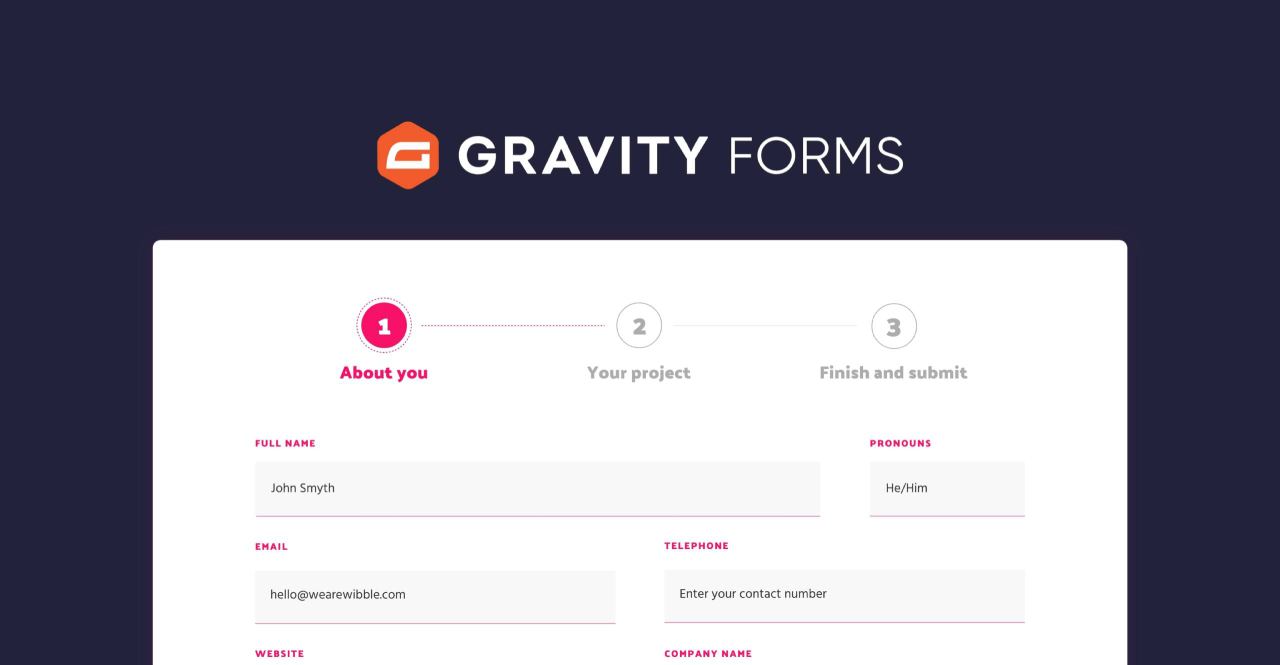 GRAVITY FORMS
1
2
3
About you
Your project
Finish and submit
FULL NAME
PRONOUNS
John Smyth
He/Him
EMAIL
TELEPHONE
hello@wearewibble.com
Enter your contact number
WEBSITE
COMPANY NAME